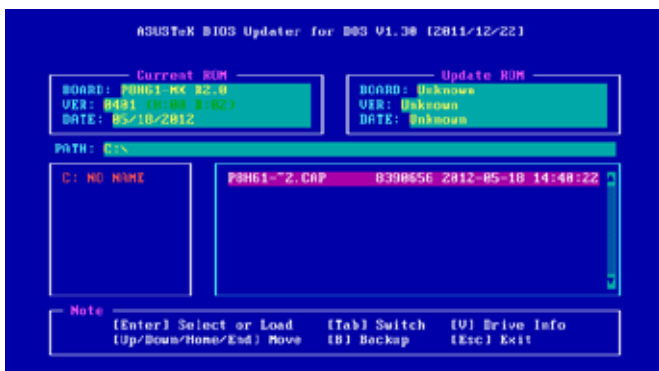 ASUSTeK BIOS Updater for DOS V1.30 [2011/12/22]
Current ROM
BOARD: P8H61-MX R2.0
VER: 0401
DATE: 05/18/2012
Update ROM
BOARD: Unknown
VER: Unknown
DATE: Unknown
PATH: C:\
C: NO NAME
P8H61-~2.CAP 8390656 2012-05-18 14:40:22
Note
[Enter] Select or Load [Tab] Switch [V] Drive Info
[Up/Down/Home/End] Move [B] Backup [Esc] Exit